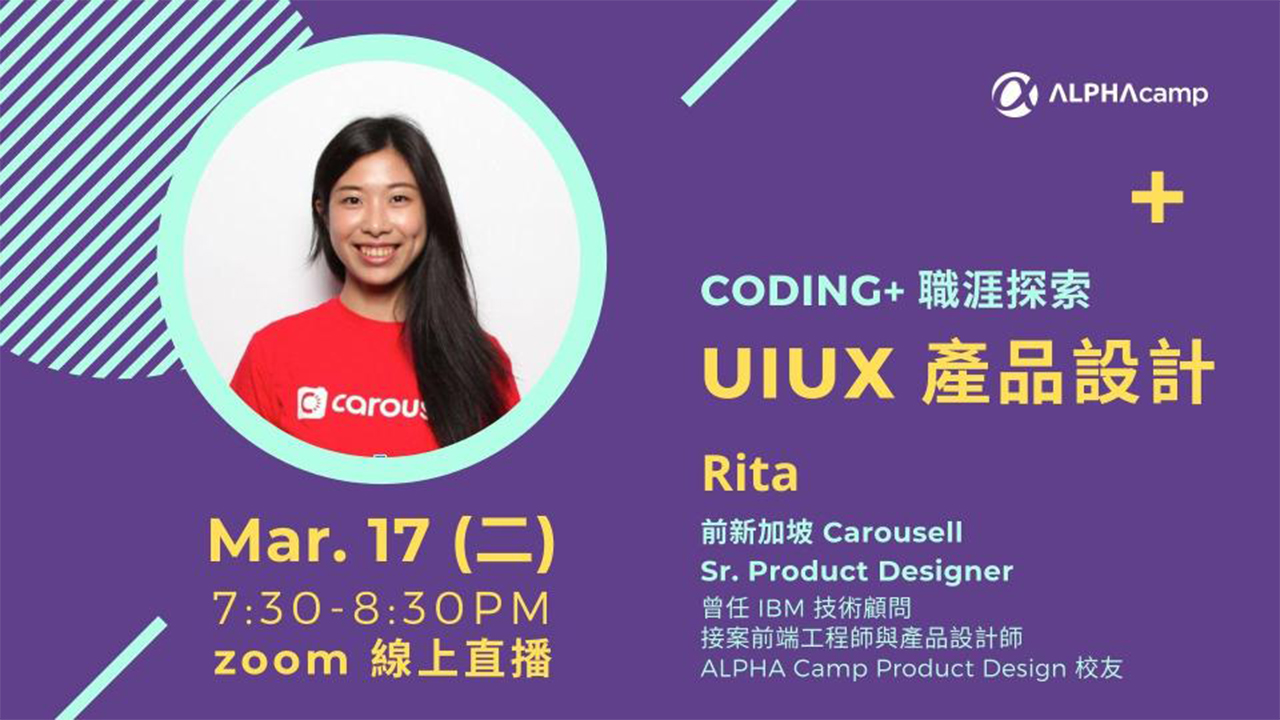 ALPHAcamp
CODING+ 職涯探索
UIUX 產品設計
Rita
前新加坡 Carousell
Sr. Product Designer
曾任 IBM 技術顧問
接案前端工程師與產品設計師
ALPHA Camp Product Design 校友
carous
Mar. 17 (二)
7:30-8:30PM
zoom 線上直播